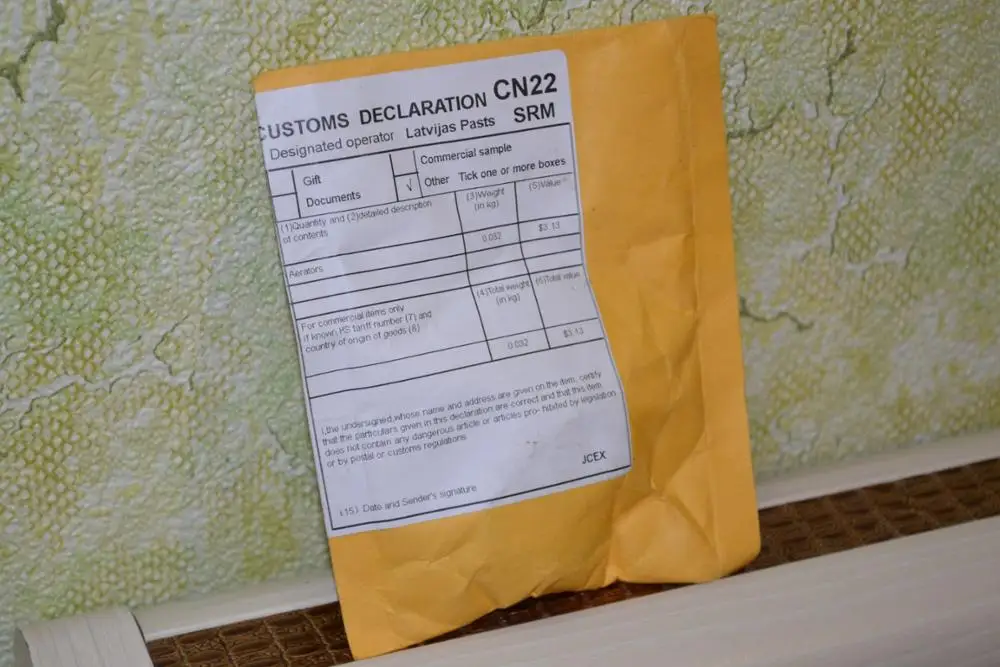 CUSTOMS DECLARATION CN22
Designated operator Latvijas Pasts SRM
Gift
Commercial sample
Documents
√ Other Tick one or more boxes
(1)Quantity and (2)detailed description
of contents
(3)Weight
(in kg)
(5)Value
Aerators
0.032
$3.13
For commercial items only
if known,HS tariff number (7) and
country of origin of goods (8)
(4)Total weight
(in kg)
(6)Total value
0.032
$3.13
I,the undersigned,whose name and address are given on the item, certify
that the particulars given in this declaration are correct and that this item
does not contain any dangerous article or articles pro- hibited by legislation
or by postal or customs regulations
JCEX
(15) Date and Sender's signature